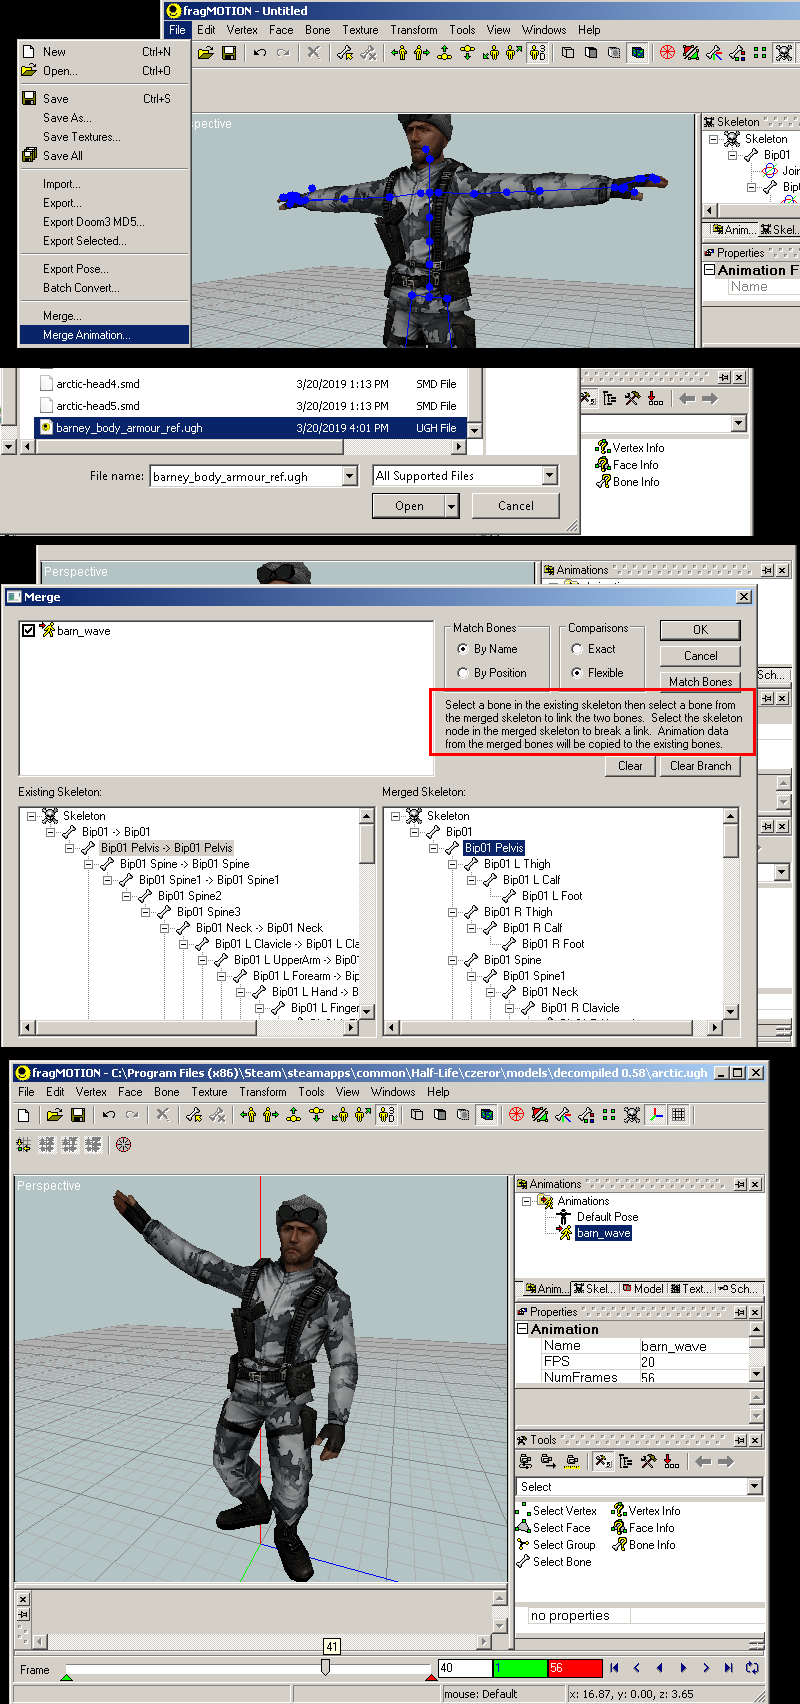 fragMOTION - Untitled
File Edit Vertex Face Bone Texture Transform Tools View Windows Help
New Ctrl+N
Open... Ctrl+O
Save Ctrl+S
Save As...
Save Textures...
Save All
Import...
Export...
Export Doom3 MD5...
Export Selected...
Export Pose...
Batch Convert...
Merge...
Merge Animation...
spective
Skeleton
Skeleton
Bip01
Join
Bip0
Anim... Skel...
Properties
Animation F
Name
arctic-head4.smd 3/20/2019 1:13 PM SMD File
arctic-head5.smd 3/20/2019 1:13 PM SMD File
barney_body_armour_ref.ugh 3/20/2019 4:01 PM UGH File
File name: barney_body_armour_ref.ugh All Supported Files
Open Cancel
Vertex Info
Face Info
Bone Info
Perspective
Animations
Merge
barn_wave
Match Bones
By Name
By Position
Comparisons
Exact
Flexible
OK
Cancel
Match Bones
Sch...
Select a bone in the existing skeleton then select a bone from
the merged skeleton to link the two bones. Select the skeleton
node in the merged skeleton to break a link. Animation data
from the merged bones will be copied to the existing bones.
Clear Clear Branch
Existing Skeleton:
Skeleton
Bip01 -> Bip01
Bip01 Pelvis -> Bip01 Pelvis
Bip01 Spine -> Bip01 Spine
Bip01 Spine1 -> Bip01 Spine1
Bip01 Spine2
Bip01 Spine3
Bip01 Neck -> Bip01 Neck
Bip01 L Clavicle -> Bip01 L Cla
Bip01 L UpperArm -> Bip01
Bip01 L Forearm -> Bip
Bip01 L Hand -> B
Bip01 L Finger
Merged Skeleton:
Skeleton
Bip01
Bip01 Pelvis
Bip01 L Thigh
Bip01 L Calf
Bip01 L Foot
Bip01 R Thigh
Bip01 R Calf
Bip01 R Foot
Bip01 Spine
Bip01 Spine1
Bip01 Neck
Bip01 R Clavicle
fragMOTION - C:\Program Files (x86)\Steam\steamapps\common\Half-Life\czeror\models\decompiled 0.58\arctic.ugh
File Edit Vertex Face Bone Texture Transform Tools View Windows Help
Perspective
Animations
Animations
Default Pose
barn_wave
Anim... Skel... Model Text... Sch...
Properties
Animation
Name barn_wave
FPS 20
NumFrames 56
Tools
Select
Select Vertex Vertex Info
Select Face Face Info
Select Group Bone Info
Select Bone
no properties
41
Frame 40 1 56
mouse: Default x: 16.87, y: 0.00, z: 3.65